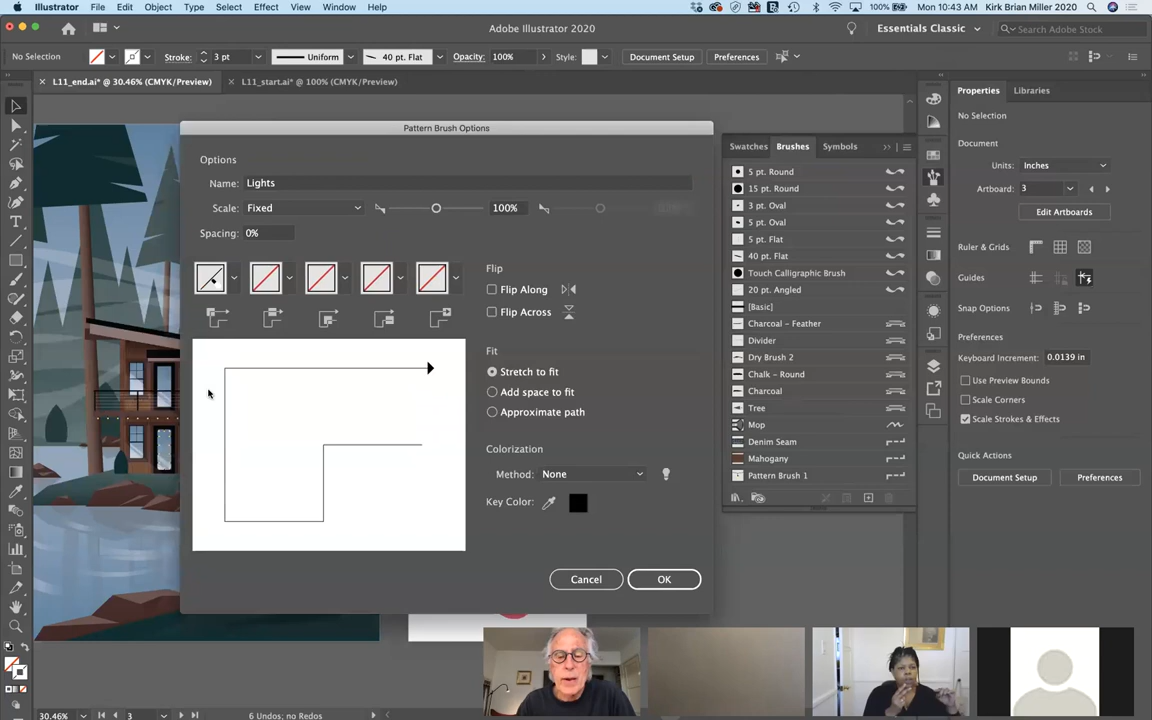 Illustrator File Edit Object Type Select Effect View Window Help 100% Mon 10:43 AM Kirk Brian Miller 2020
Adobe Illustrator 2020
Essentials Classic
Search Adobe Stock
No Selection Stroke: 3 pt Uniform 40 pt. Flat Opacity: 100% Style: Document Setup Preferences
L11_end.ai* @ 30.46% (CMYK/Preview) L11_start.ai* @ 100% (CMYK/Preview)
Pattern Brush Options
Options
Name: Lights
Scale: Fixed 100%
Spacing: 0%
Flip
Flip Along
Flip Across
Fit
Stretch to fit
Add space to fit
Approximate path
Colorization
Method: None
Key Color:
Cancel OK
Swatches Brushes Symbols
5 pt. Round
15 pt. Round
3 pt. Oval
5 pt. Oval
5 pt. Flat
40 pt. Flat
Touch Calligraphic Brush
20 pt. Angled
[Basic]
Charcoal - Feather
Divider
Dry Brush 2
Chalk - Round
Charcoal
Tree
Mop
Denim Seam
Mahogany
Pattern Brush 1
Properties Libraries
No Selection
Document
Units: Inches
Artboard: 3
Edit Artboards
Ruler & Grids
Guides
Snap Options
Preferences
Keyboard Increment: 0.0139 in
Use Preview Bounds
Scale Corners
Scale Strokes & Effects
Quick Actions
Document Setup Preferences
30.46% 3 6 Undos; no Redos